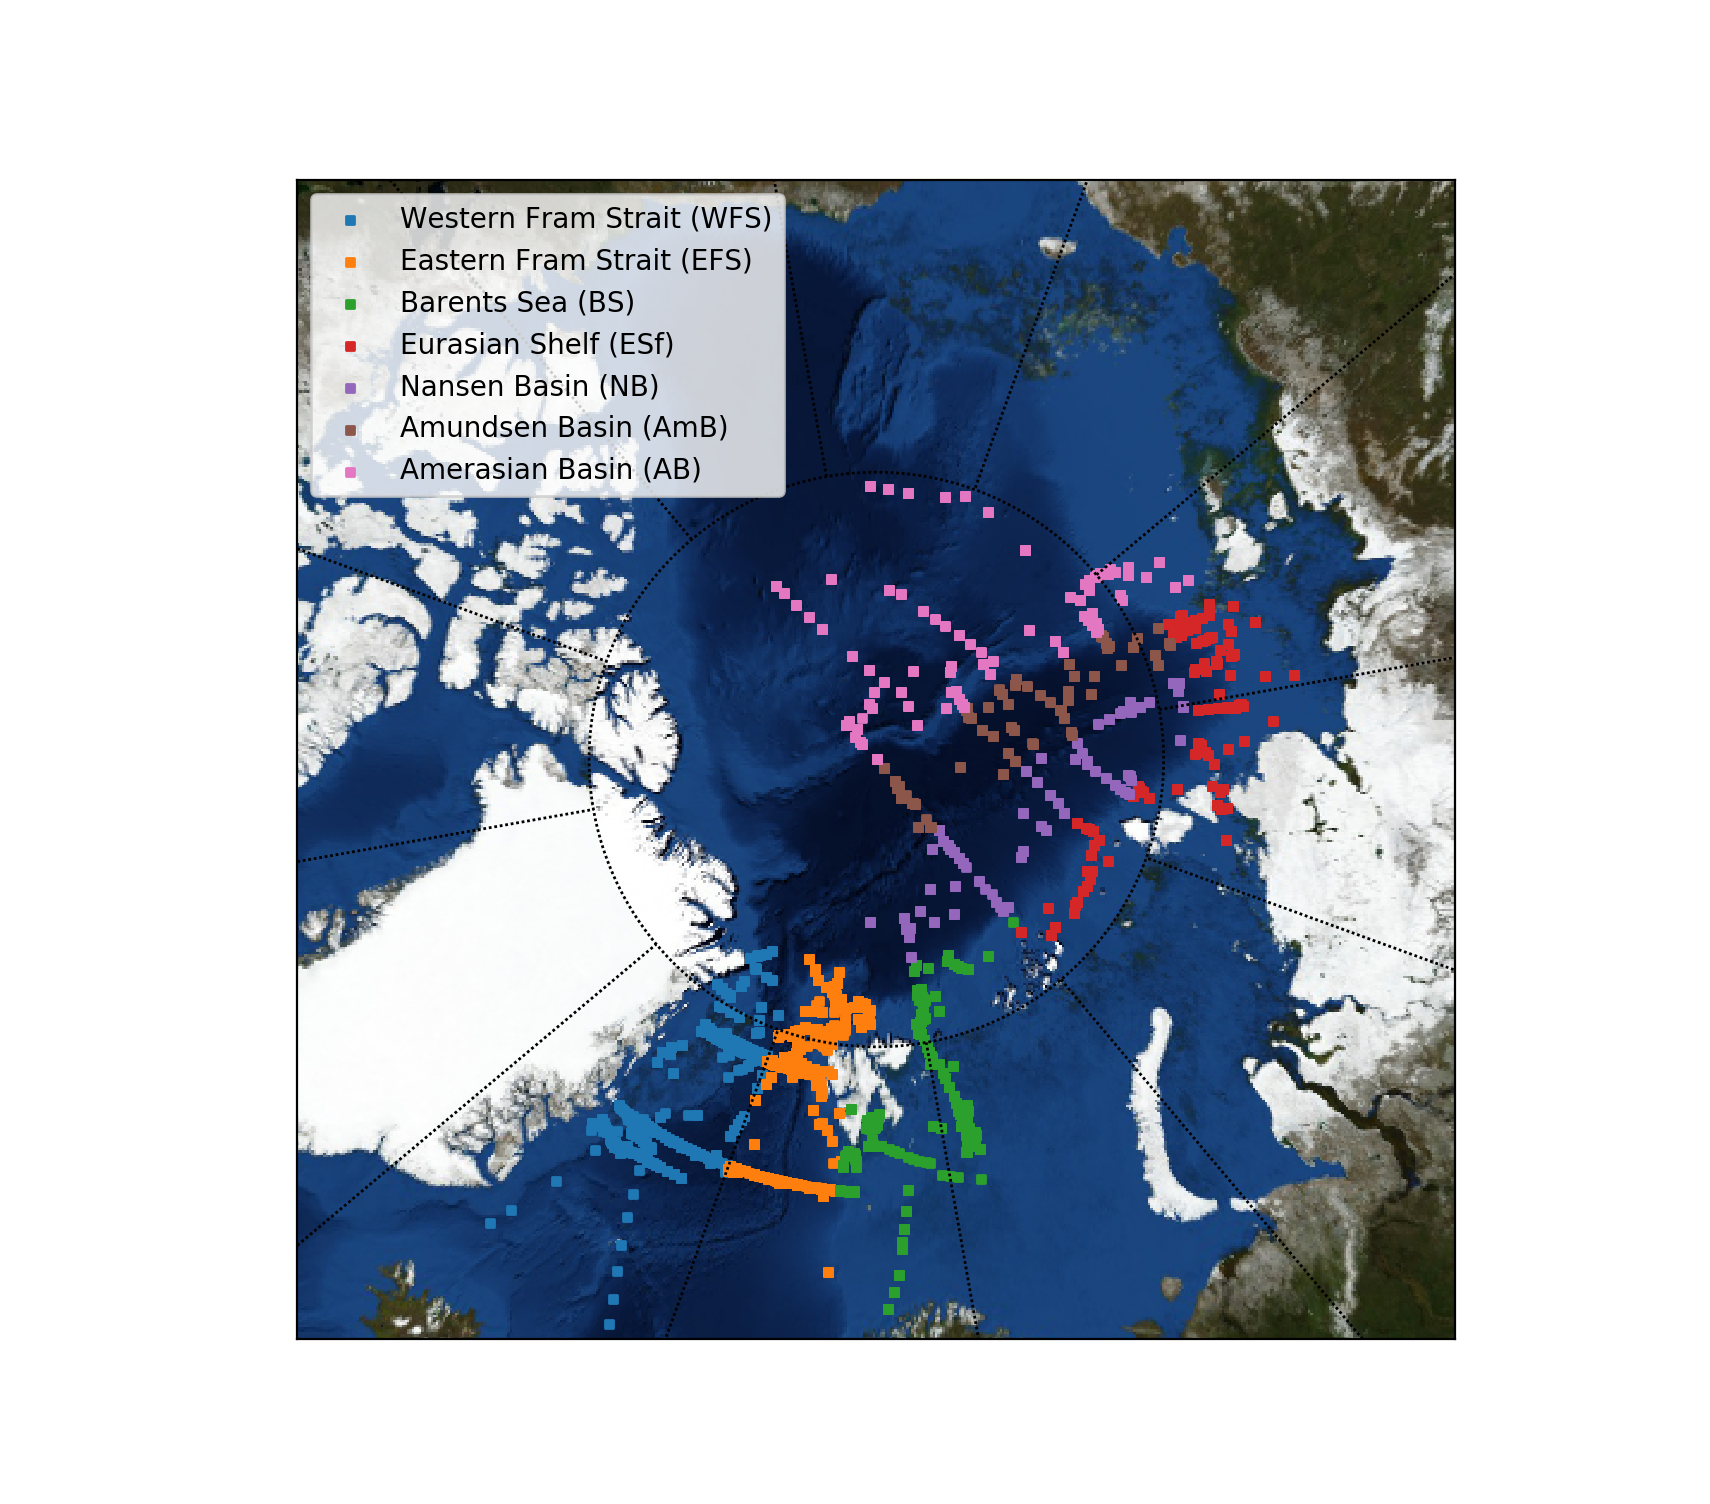 Western Fram Strait (WFS)
Eastern Fram Strait (EFS)
Barents Sea (BS)
Eurasian Shelf (ESf)
Nansen Basin (NB)
Amundsen Basin (AmB)
Amerasian Basin (AB)